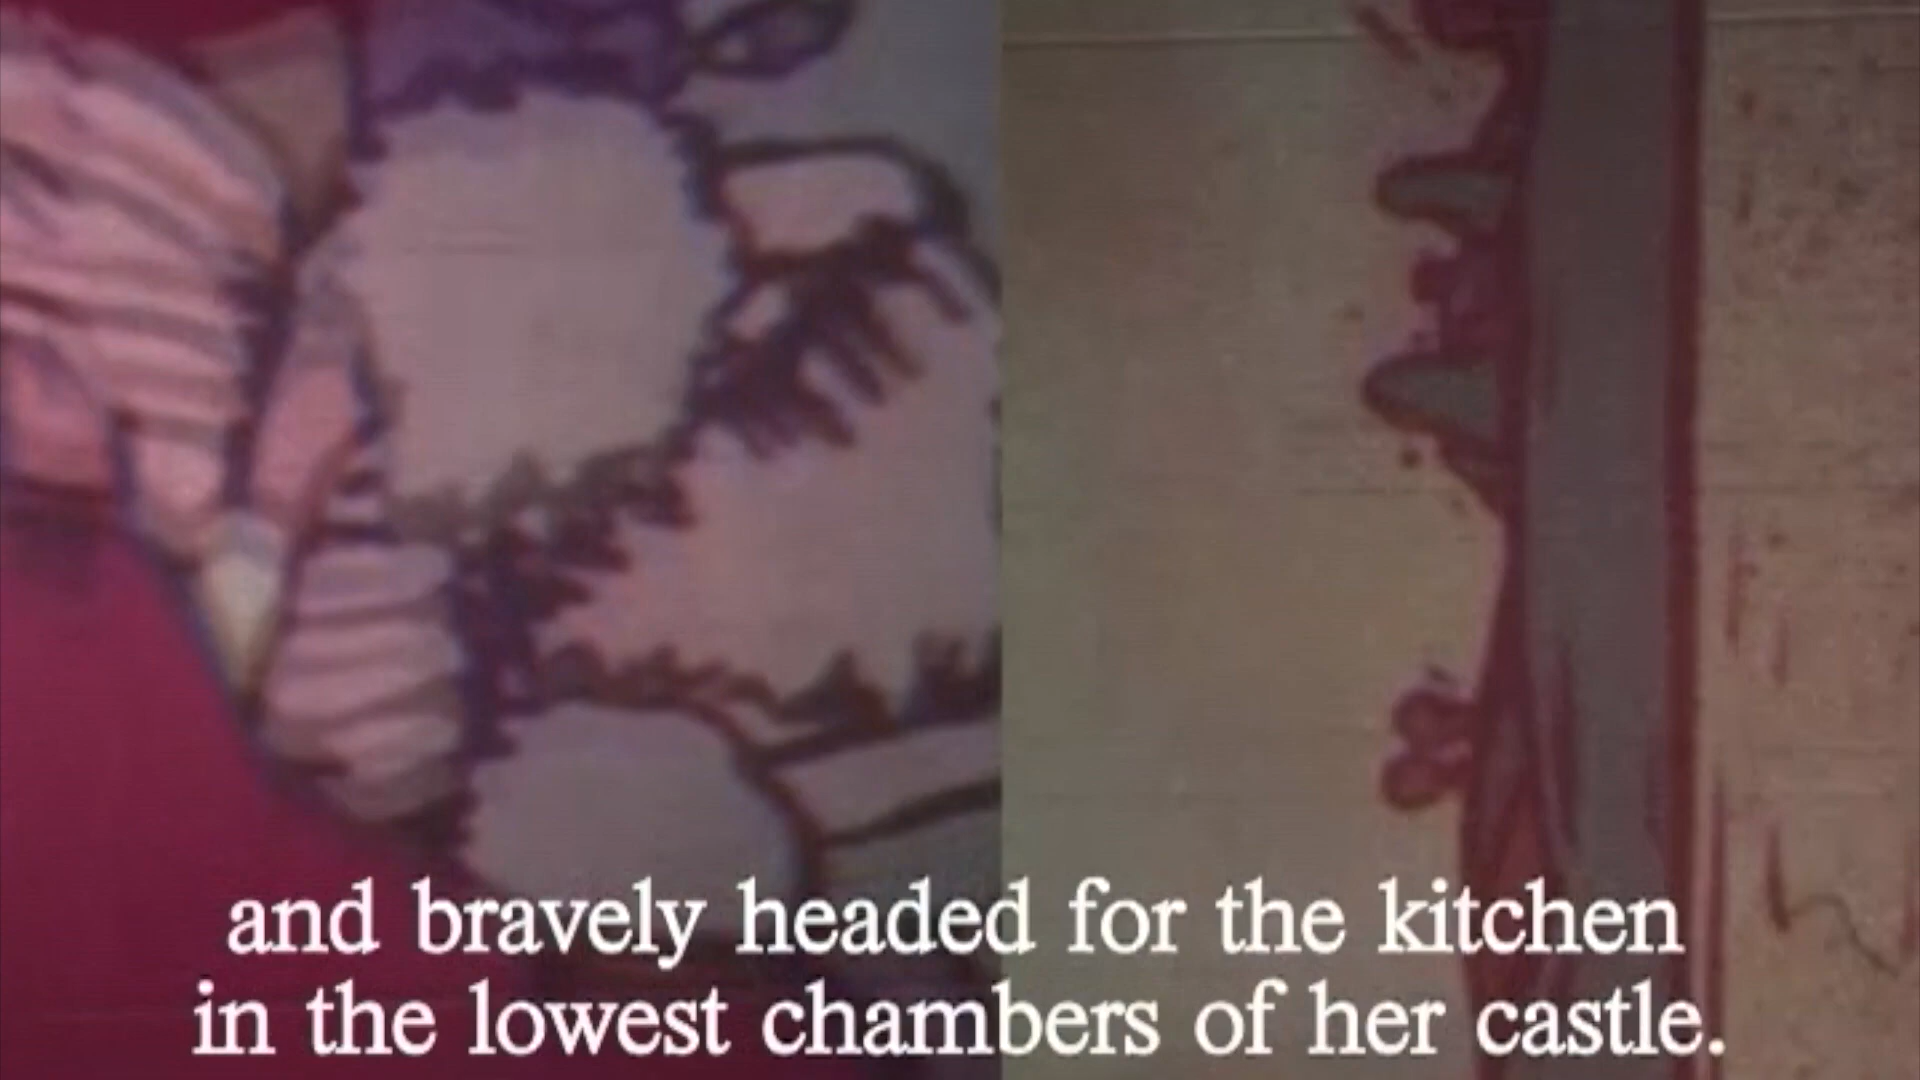 and bravely headed for the kitchen
in the lowest chambers of her castle.